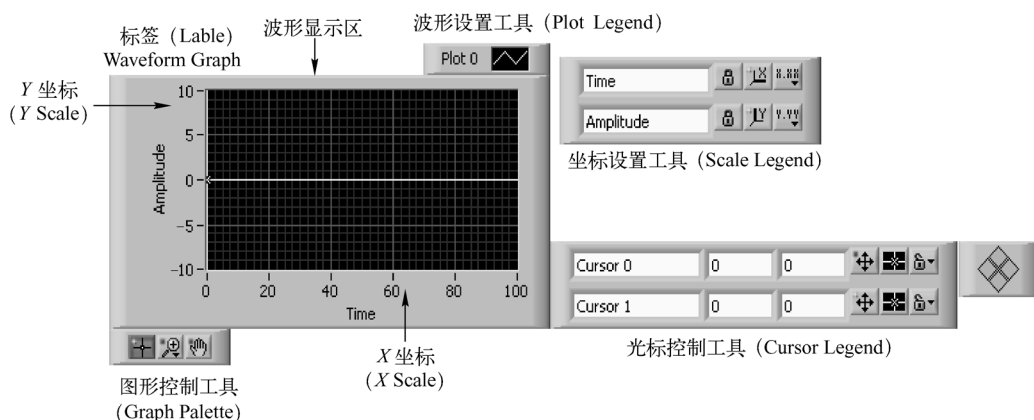 标签（Lable）
Waveform Graph
波形显示区
波形设置工具（Plot Legend）
Plot 0
Y 坐标
(Y Scale)
10
5
0
−5
−10
Amplitude
0 20 40 60 80 100
Time
Time
X.XX
Amplitude
Y.YY
坐标设置工具（Scale Legend）
Cursor 0 0 0
Cursor 1 0 0
光标控制工具（Cursor Legend）
X 坐标
(X Scale)
图形控制工具
(Graph Palette)